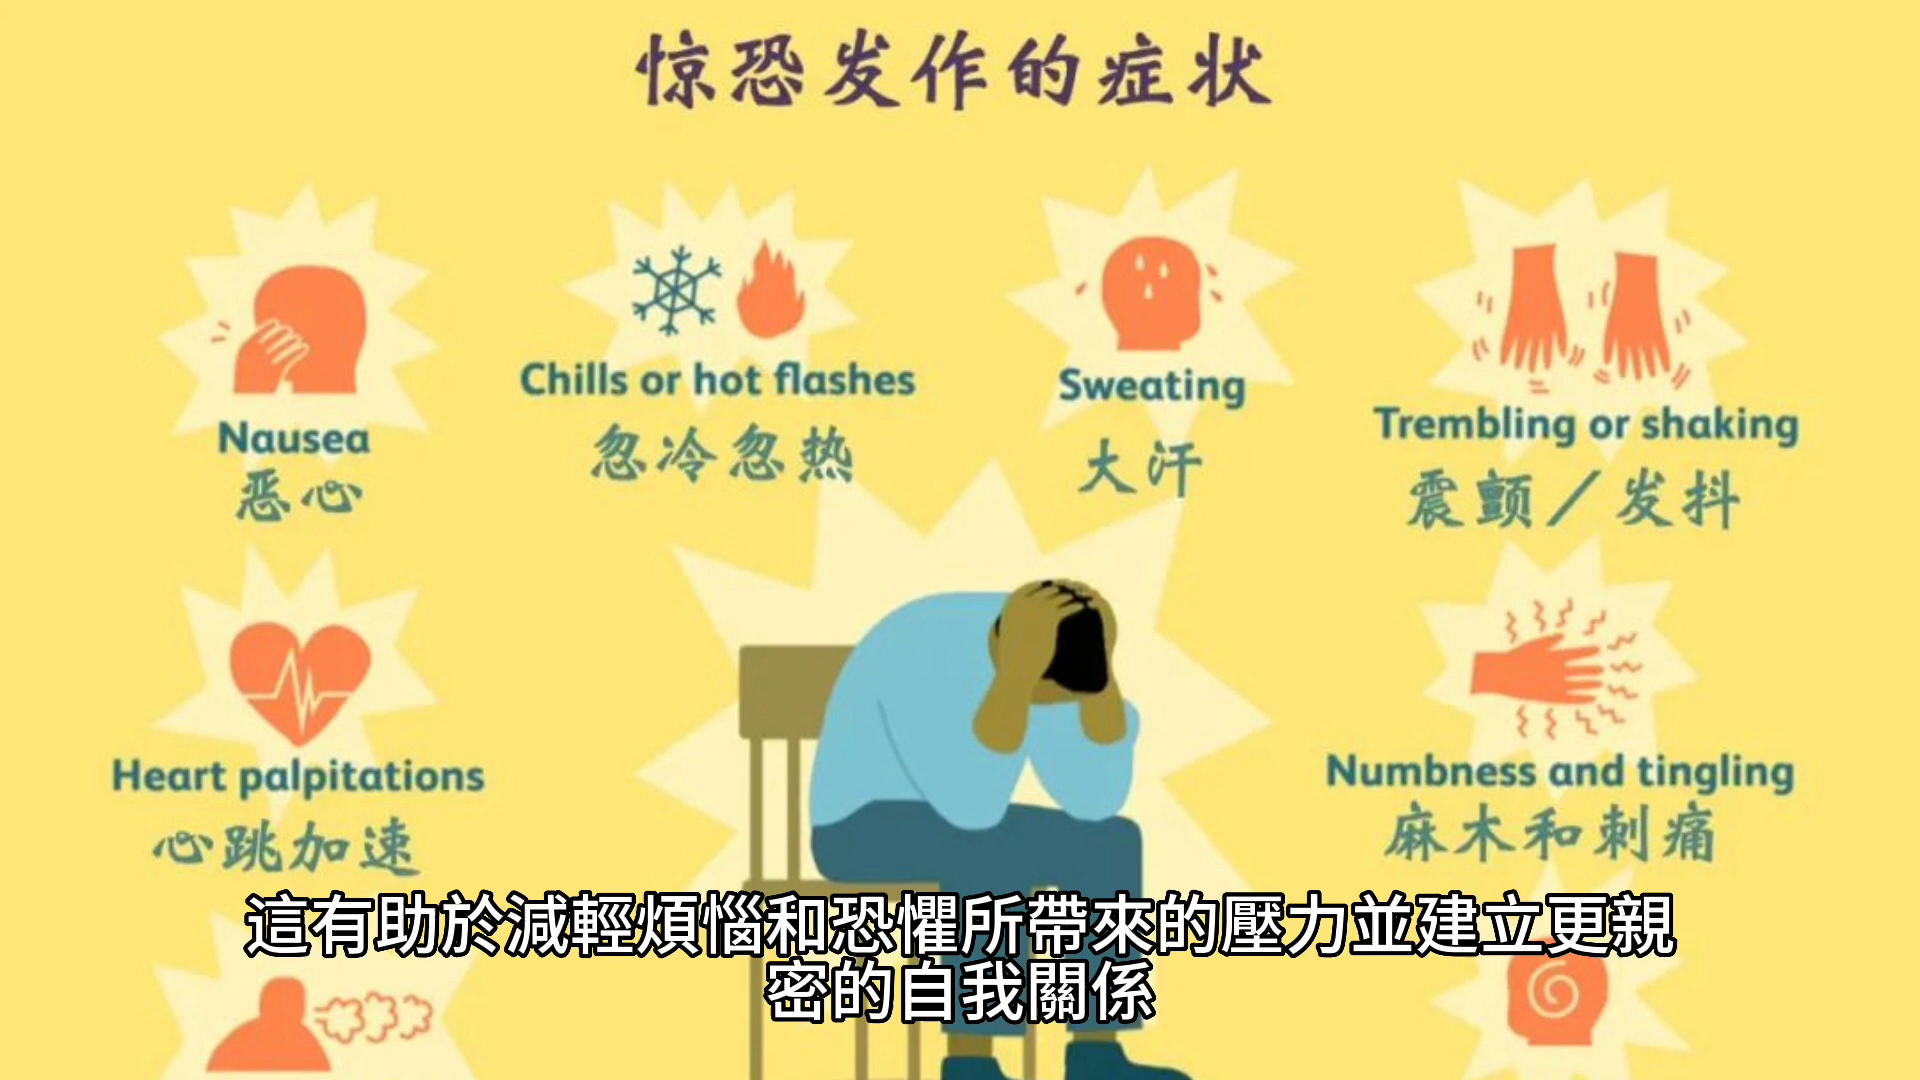 惊恐发作的症状
Nausea
恶心
Chills or hot flashes
忽冷忽热
Sweating
大汗
Trembling or shaking
震颤/发抖
Heart palpitations
心跳加速
Numbness and tingling
麻木和刺痛
這有助於減輕煩惱和恐懼所帶來的壓力並建立更親
密的自我關係